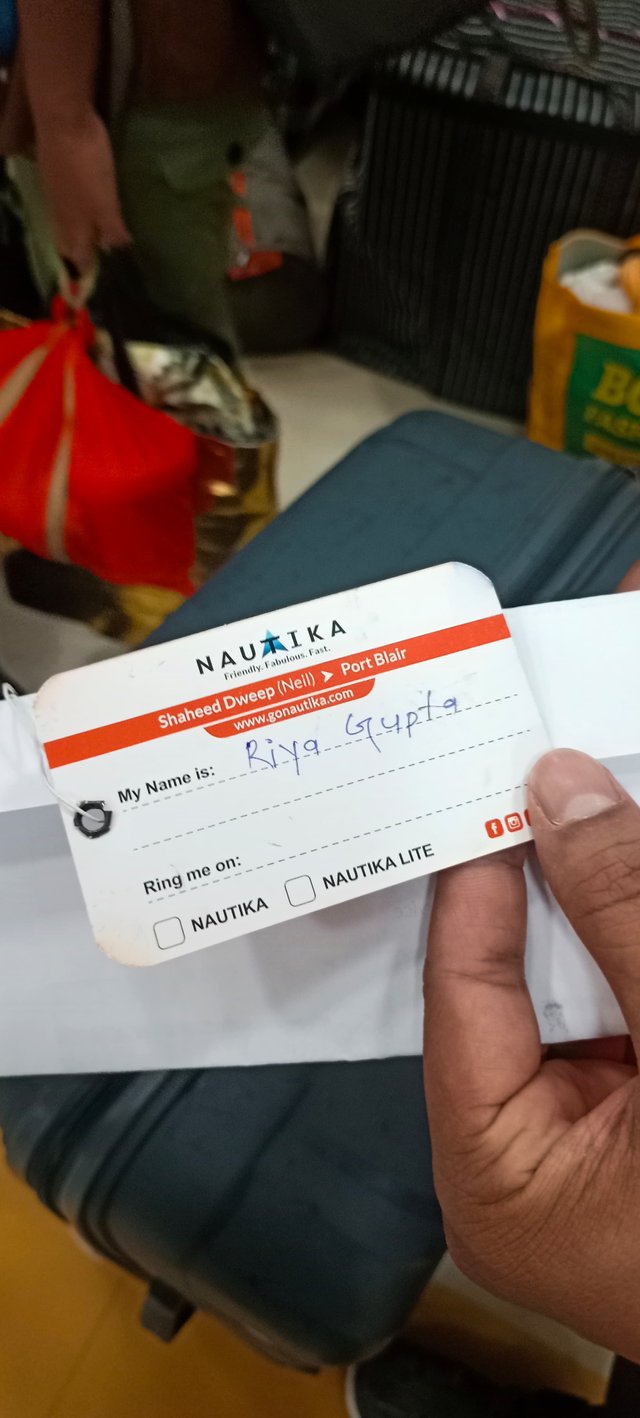 NAUTIKA
Friendly. Fabulous. Fast.
Shaheed Dweep (Neil) ➤ Port Blair
www.gonautika.com
My Name is: Riya Gupta
Ring me on:
NAUTIKA NAUTIKA LITE